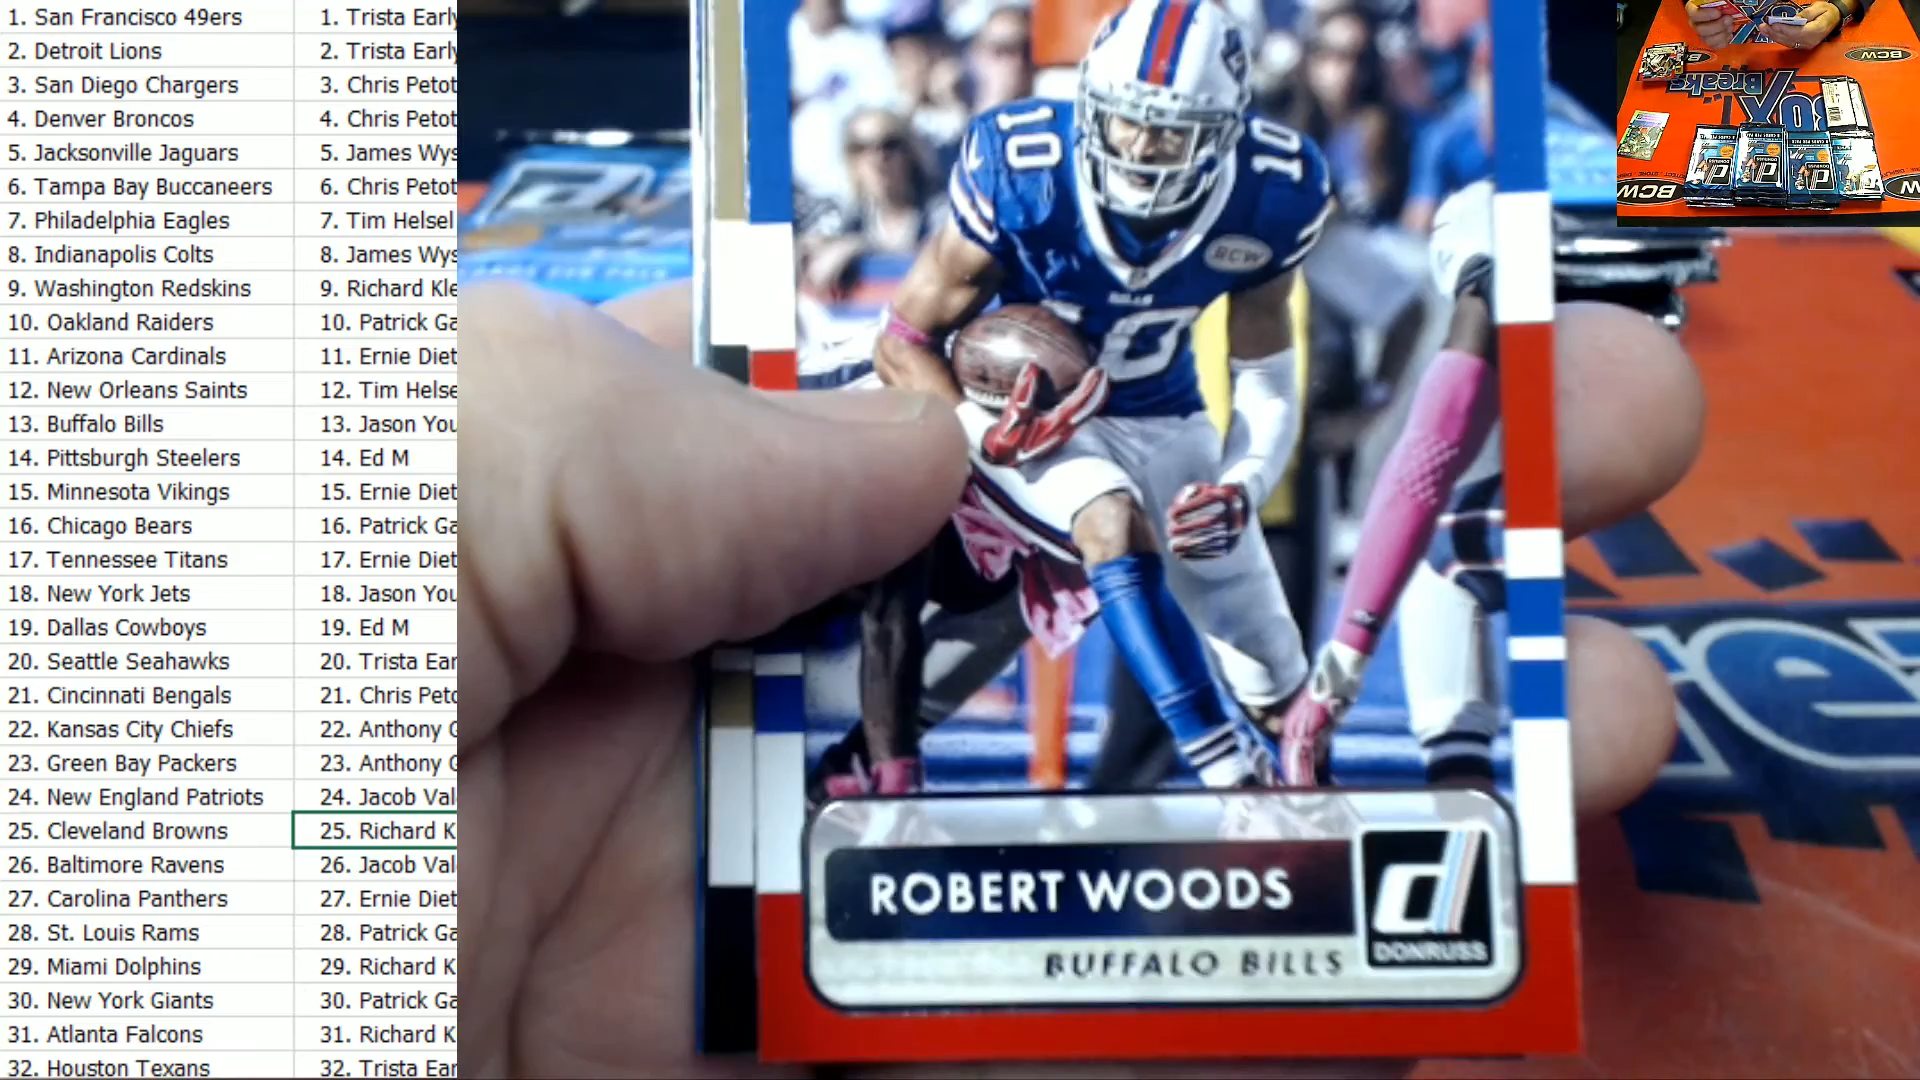 1. San Francisco 49ers 1. Trista Early
2. Detroit Lions 2. Trista Early
3. San Diego Chargers 3. Chris Petot
4. Denver Broncos 4. Chris Petot
5. Jacksonville Jaguars 5. James Wys
6. Tampa Bay Buccaneers 6. Chris Petot
7. Philadelphia Eagles 7. Tim Helsel
8. Indianapolis Colts 8. James Wys
9. Washington Redskins 9. Richard Kle
10. Oakland Raiders 10. Patrick Ga
11. Arizona Cardinals 11. Ernie Diet
12. New Orleans Saints 12. Tim Helse
13. Buffalo Bills 13. Jason You
14. Pittsburgh Steelers 14. Ed M
15. Minnesota Vikings 15. Ernie Diet
16. Chicago Bears 16. Patrick Ga
17. Tennessee Titans 17. Ernie Diet
18. New York Jets 18. Jason You
19. Dallas Cowboys 19. Ed M
20. Seattle Seahawks 20. Trista Ear
21. Cincinnati Bengals 21. Chris Peto
22. Kansas City Chiefs 22. Anthony G
23. Green Bay Packers 23. Anthony G
24. New England Patriots 24. Jacob Val
25. Cleveland Browns 25. Richard K
26. Baltimore Ravens 26. Jacob Val
27. Carolina Panthers 27. Ernie Diet
28. St. Louis Rams 28. Patrick Ga
29. Miami Dolphins 29. Richard K
30. New York Giants 30. Patrick Ga
31. Atlanta Falcons 31. Richard K
32. Houston Texans 32. Trista Ear
10 10
BCW
BILLS
10
ROBERT WOODS
BUFFALO BILLS
d
DONRUSS
BCW
BCW
Breaks
BOX
BCW
DONRUSS